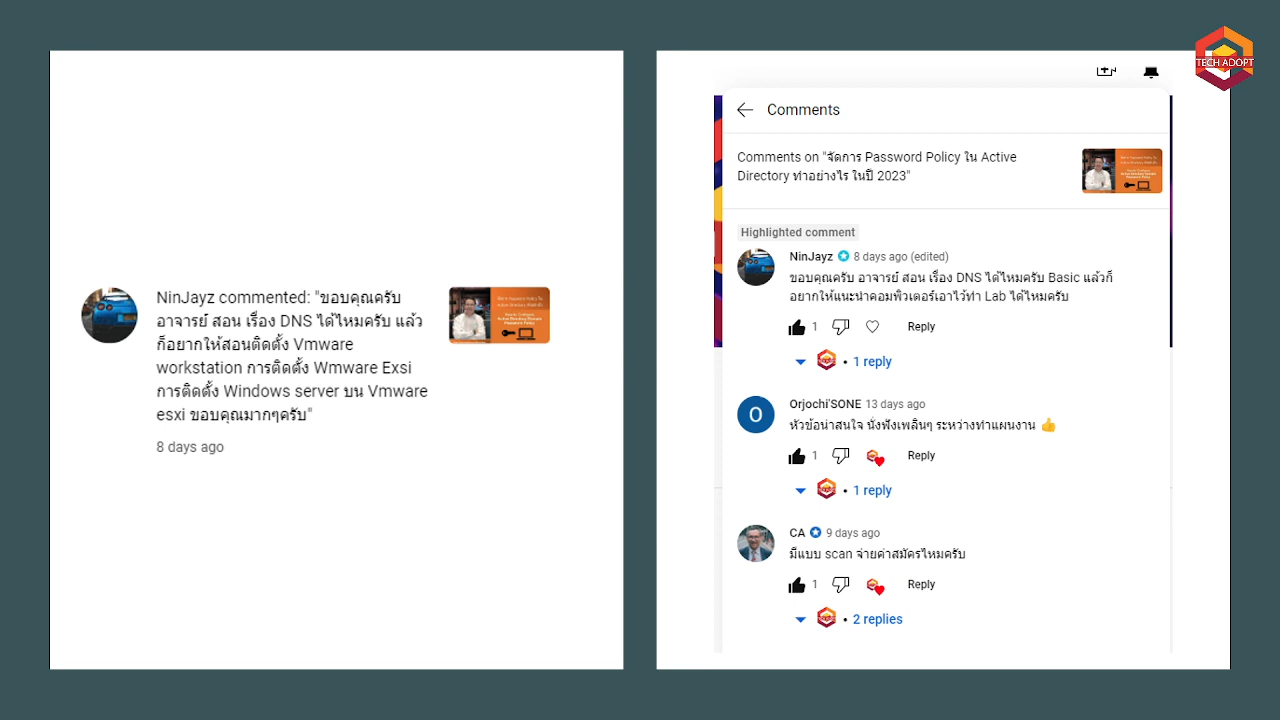 TECH ADOPT
NinJayz commented: "ขอบคุณครับ
อาจารย์ สอน เรื่อง DNS ได้ไหมครับ แล้ว
ก็อยากให้สอนติดตั้ง Vmware
workstation การติดตั้ง Wmware Exsi
การติดตั้ง Windows server บน Vmware
esxi ขอบคุณมากๆครับ"
8 days ago
Comments
Comments on "จัดการ Password Policy ใน Active
Directory ทำอย่างไร ในปี 2023"
Highlighted comment
NinJayz 8 days ago (edited)
ขอบคุณครับ อาจารย์ สอน เรื่อง DNS ได้ไหมครับ Basic แล้วก็
อยากให้แนะนำคอมพิวเตอร์เอาไว้ทำ Lab ได้ไหมครับ
1 Reply
1 reply
O
Orjochi'SONE 13 days ago
หัวข้อน่าสนใจ นั่งฟังเพลินๆ ระหว่างทำแผนงาน 👍
1 Reply
1 reply
CA 9 days ago
มีแบบ scan จ่ายค่าสมัครไหมครับ
1 Reply
2 replies